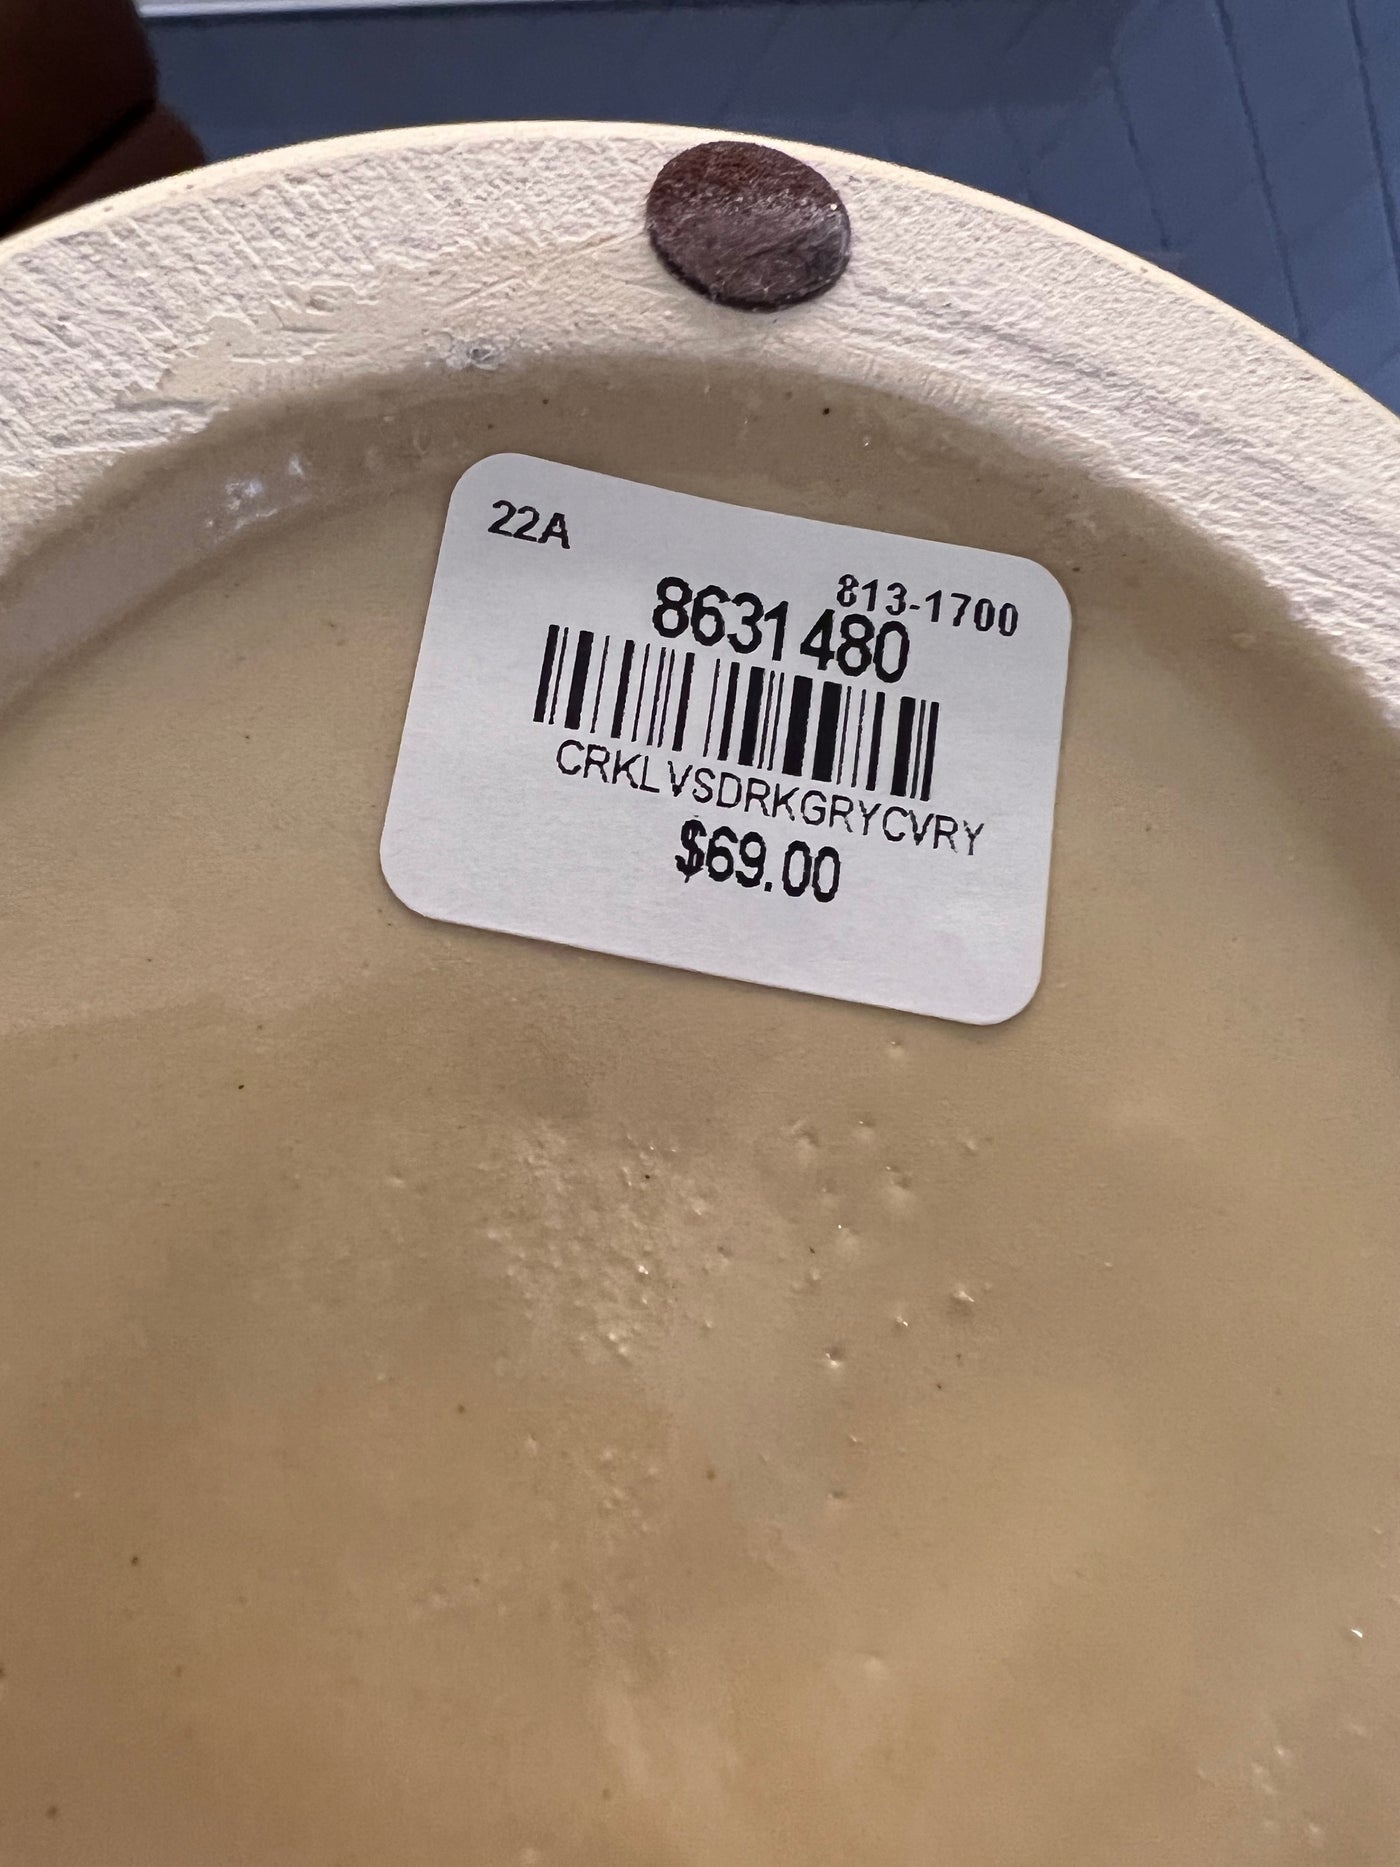 22A
813-1700
8631480
CRKLVSDRKGRYCVRY
$69.00